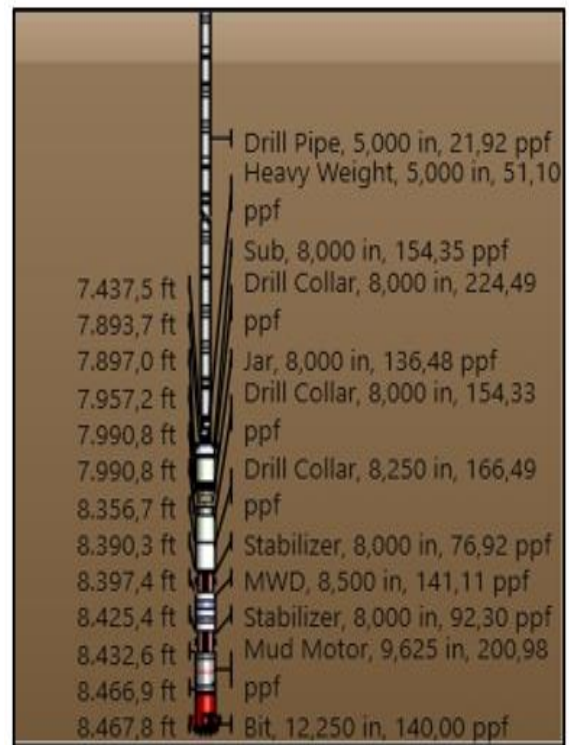 Drill Pipe, 5,000 in, 21,92 ppf
Heavy Weight, 5,000 in, 51,10
ppf
Sub, 8,000 in, 154,35 ppf
Drill Collar, 8,000 in, 224,49
ppf
Jar, 8,000 in, 136,48 ppf
Drill Collar, 8,000 in, 154,33
ppf
Drill Collar, 8,250 in, 166,49
ppf
Stabilizer, 8,000 in, 76,92 ppf
MWD, 8,500 in, 141,11 ppf
Stabilizer, 8,000 in, 92,30 ppf
Mud Motor, 9,625 in, 200,98
ppf
Bit, 12,250 in, 140,00 ppf
7.437,5 ft
7.893,7 ft
7.897,0 ft
7.957,2 ft
7.990,8 ft
7.990,8 ft
8.356,7 ft
8.390,3 ft
8.397,4 ft
8.425,4 ft
8.432,6 ft
8.466,9 ft
8.467,8 ft